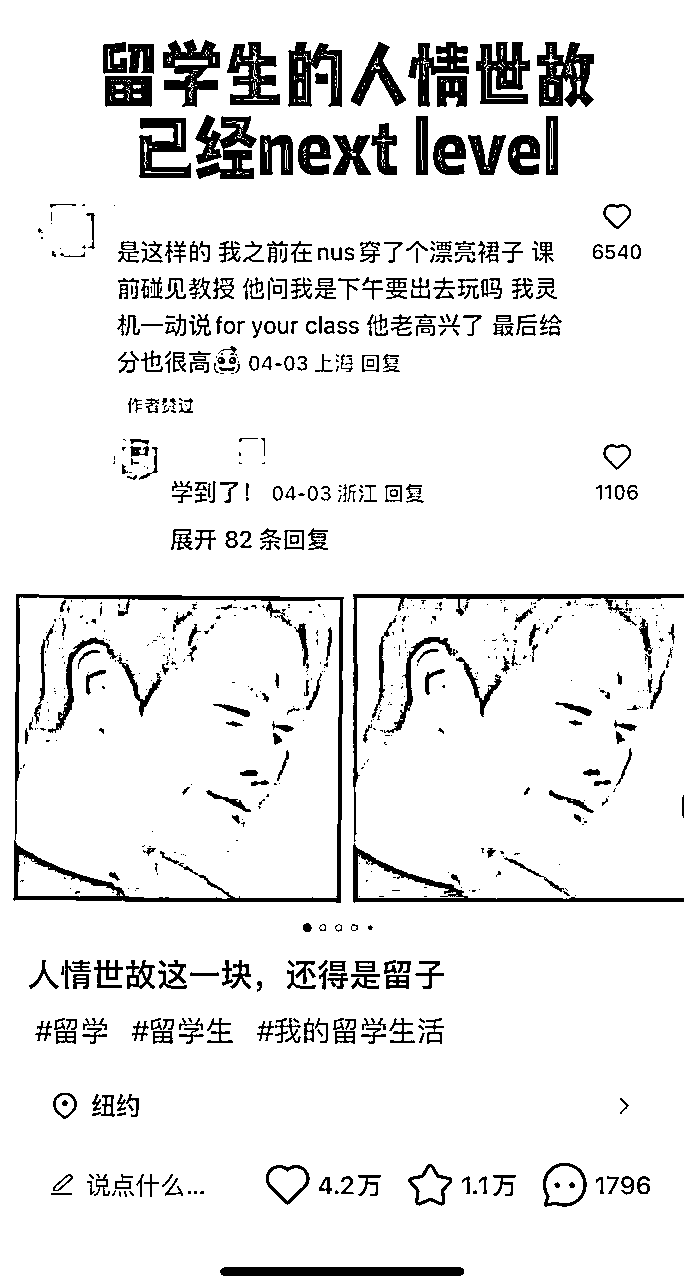 留学生的人情世故
已经next level
6540
是这样的 我之前在nus穿了个漂亮裙子 课
前碰见教授 他问我是下午要出去玩吗 我灵
机一动说for your class 他老高兴了 最后给
分也很高 04-03 上海 回复
作者赞过
学到了！ 04-03 浙江 回复
1106
展开 82 条回复
人情世故这一块，还得是留子
#留学 #留学生 #我的留学生活
纽约
说点什么... 4.2万 1.1万 1796